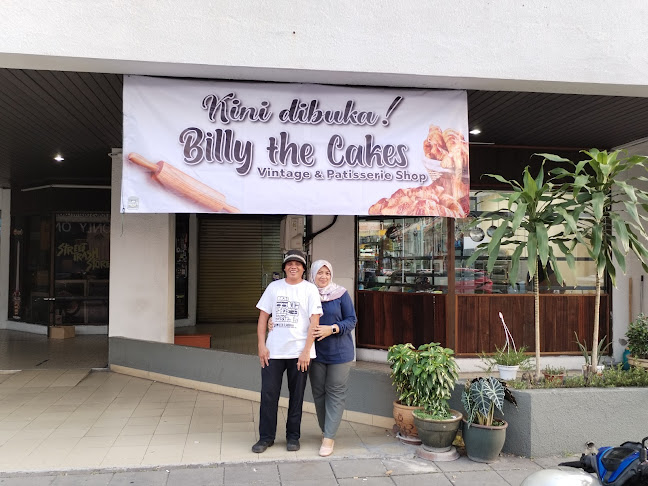 Kini dibuka!
Billy the Cakes
Vintage & Patisserie Shop